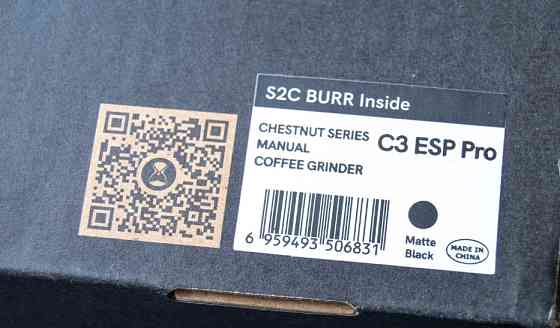 S2C BURR Inside
CHESTNUT SERIES
MANUAL
COFFEE GRINDER
C3 ESP Pro
6 959493 506831
Matte
Black
MADE IN
CHINA